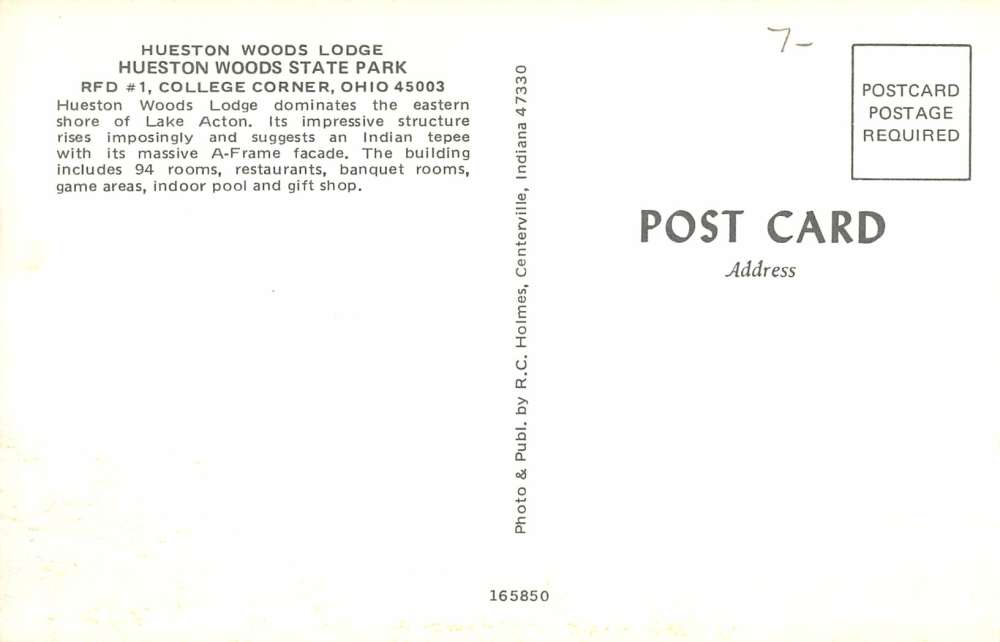 HUESTON WOODS LODGE
HUESTON WOODS STATE PARK
RFD #1, COLLEGE CORNER, OHIO 45003
Hueston Woods Lodge dominates the eastern
shore of Lake Acton. Its impressive structure
rises imposingly and suggests an Indian tepee
with its massive A-Frame facade. The building
includes 94 rooms, restaurants, banquet rooms,
game areas, indoor pool and gift shop.
Photo & Publ. by R.C. Holmes, Centerville, Indiana 47330
165850
7-
POSTCARD
POSTAGE
REQUIRED
POST CARD
Address